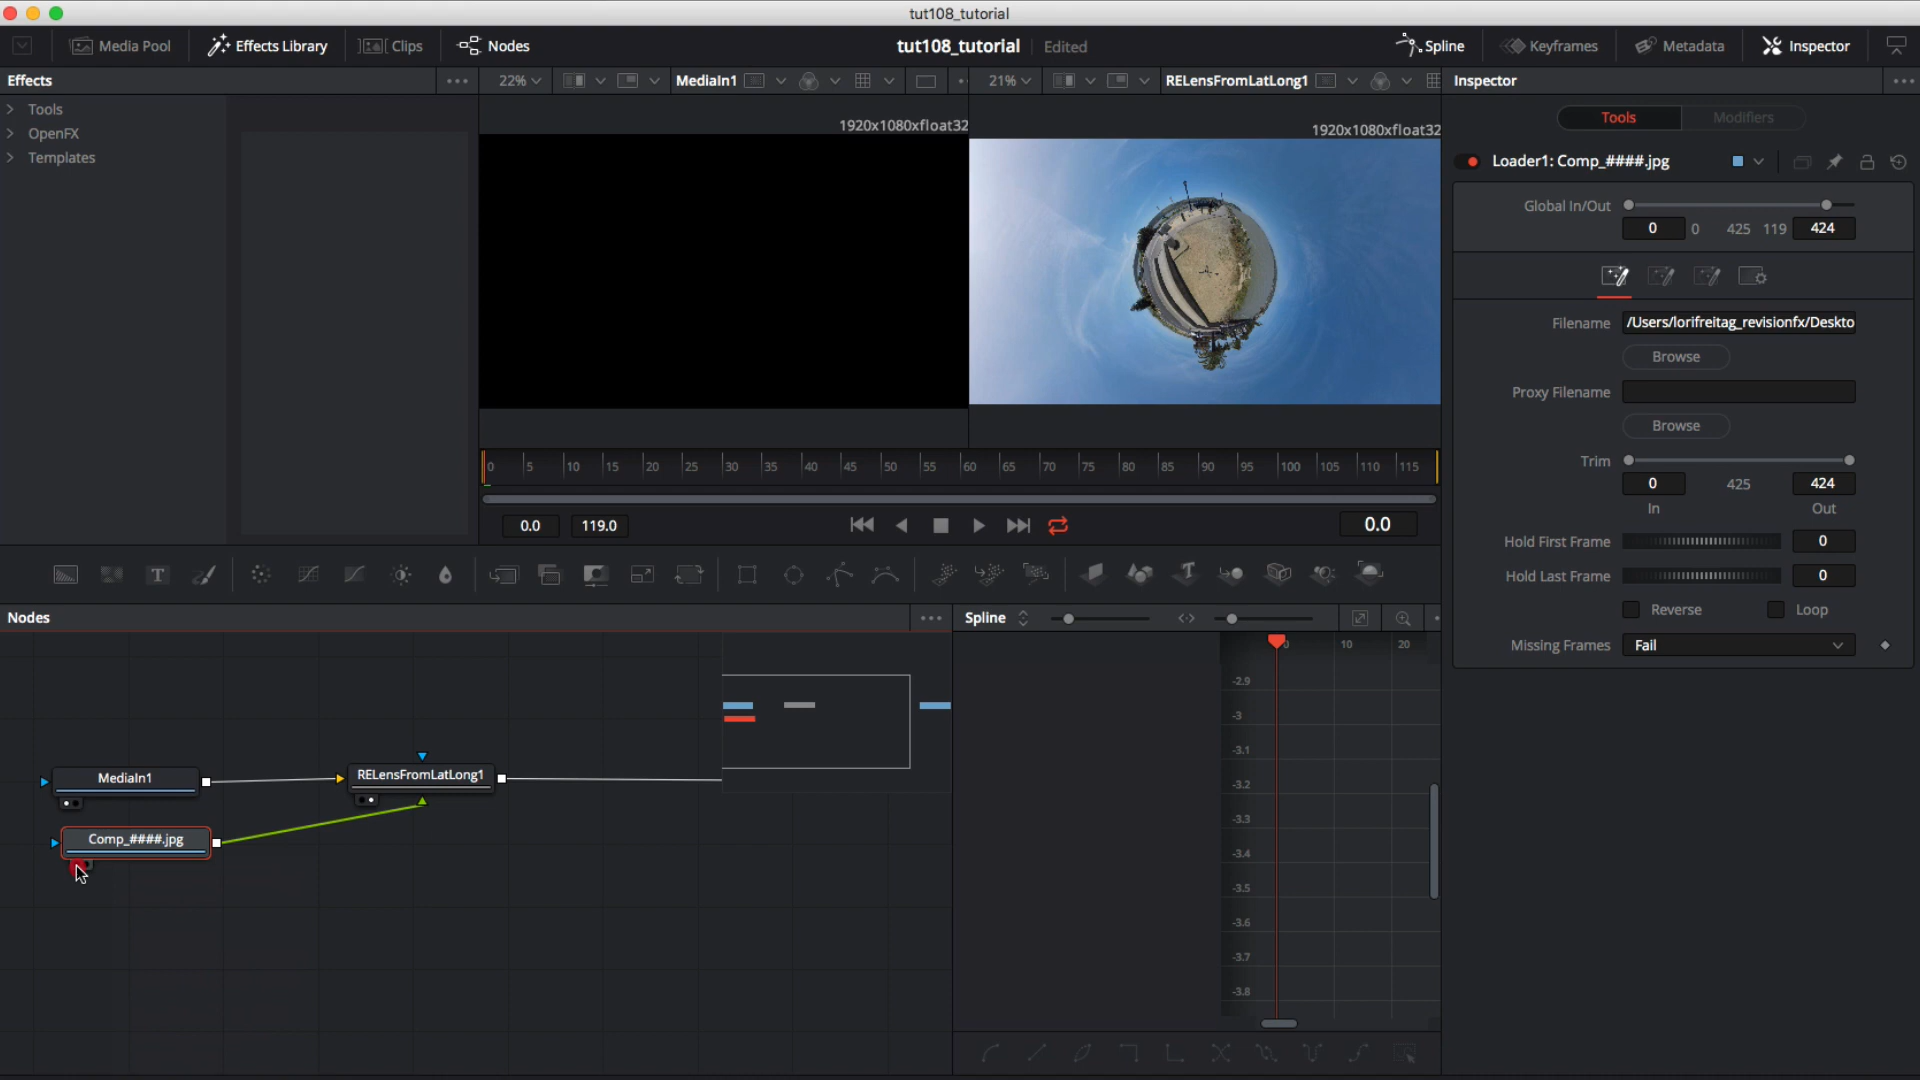 tut108_tutorial
Media Pool
Effects Library
Clips
Nodes
tut108_tutorial
Edited
Spline
Keyframes
Metadata
Inspector
Effects
22%
MediaIn1
21%
RELensFromLatLong1
Inspector
Tools
OpenFX
Templates
1920x1080xfloat32
1920x1080xfloat32
Tools
Modifiers
Loader1: Comp_####.jpg
Global In/Out
0 0 425 119 424
Filename /Users/lorifreitag_revisionfx/Deskto
Browse
Proxy Filename
Browse
Trim
0 425 424
In Out
Hold First Frame 0
Hold Last Frame 0
Reverse Loop
Missing Frames Fail
0 5 10 15 20 25 30 35 40 45 50 55 60 65 70 75 80 85 90 95 100 105 110 115
0.0 119.0 0.0
T
Nodes
Spline
0 10 20
-2.9
-3
-3.1
-3.2
-3.3
-3.4
-3.5
-3.6
-3.7
-3.8
MediaIn1
RELensFromLatLong1
Comp_####.jpg